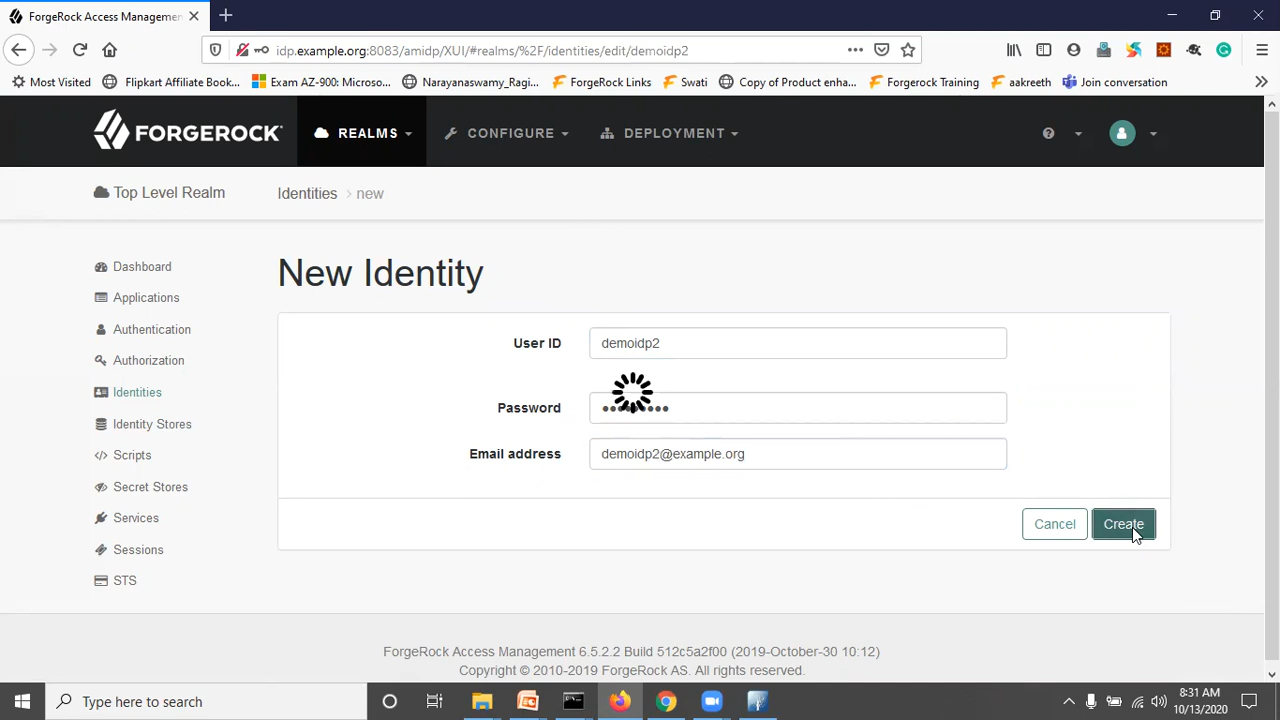 ForgeRock Access Managemen
idp.example.org:8083/amidp/XUI/#realms/%2F/identities/edit/demoidp2
Most Visited
Flipkart Affiliate Book...
Exam AZ-900: Microso...
Narayanaswamy_Ragi...
ForgeRock Links
Swati
Copy of Product enha...
Forgerock Training
aakreeth
Join conversation
FORGEROCK
REALMS
CONFIGURE
DEPLOYMENT
Top Level Realm
Identities > new
Dashboard
Applications
Authentication
Authorization
Identities
Identity Stores
Scripts
Secret Stores
Services
Sessions
STS
New Identity
User ID
demoidp2
Password
Email address
demoidp2@example.org
Cancel
Create
ForgeRock Access Management 6.5.2.2 Build 512c5a2f00 (2019-October-30 10:12)
Copyright © 2010-2019 ForgeRock AS. All rights reserved.
Type here to search
8:31 AM
10/13/2020